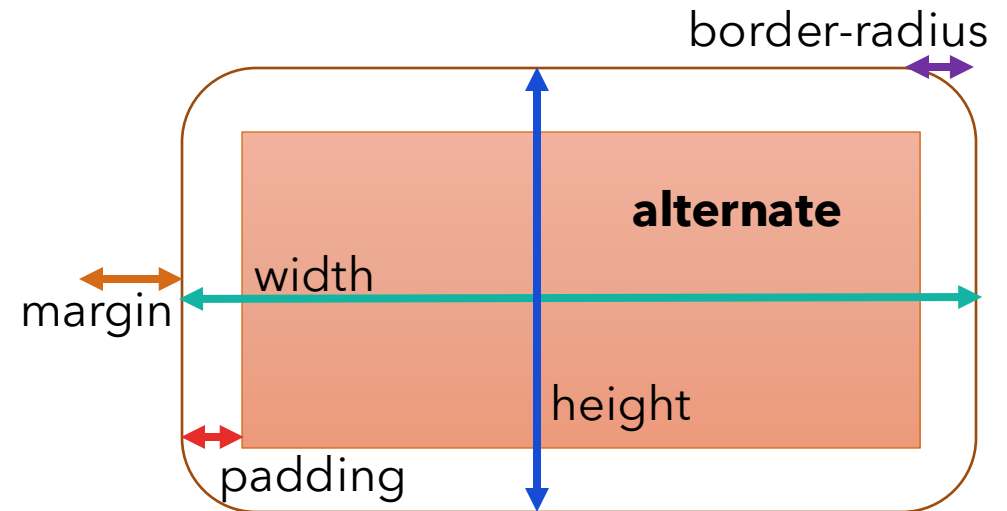 border-radius
alternate
width
margin
height
padding